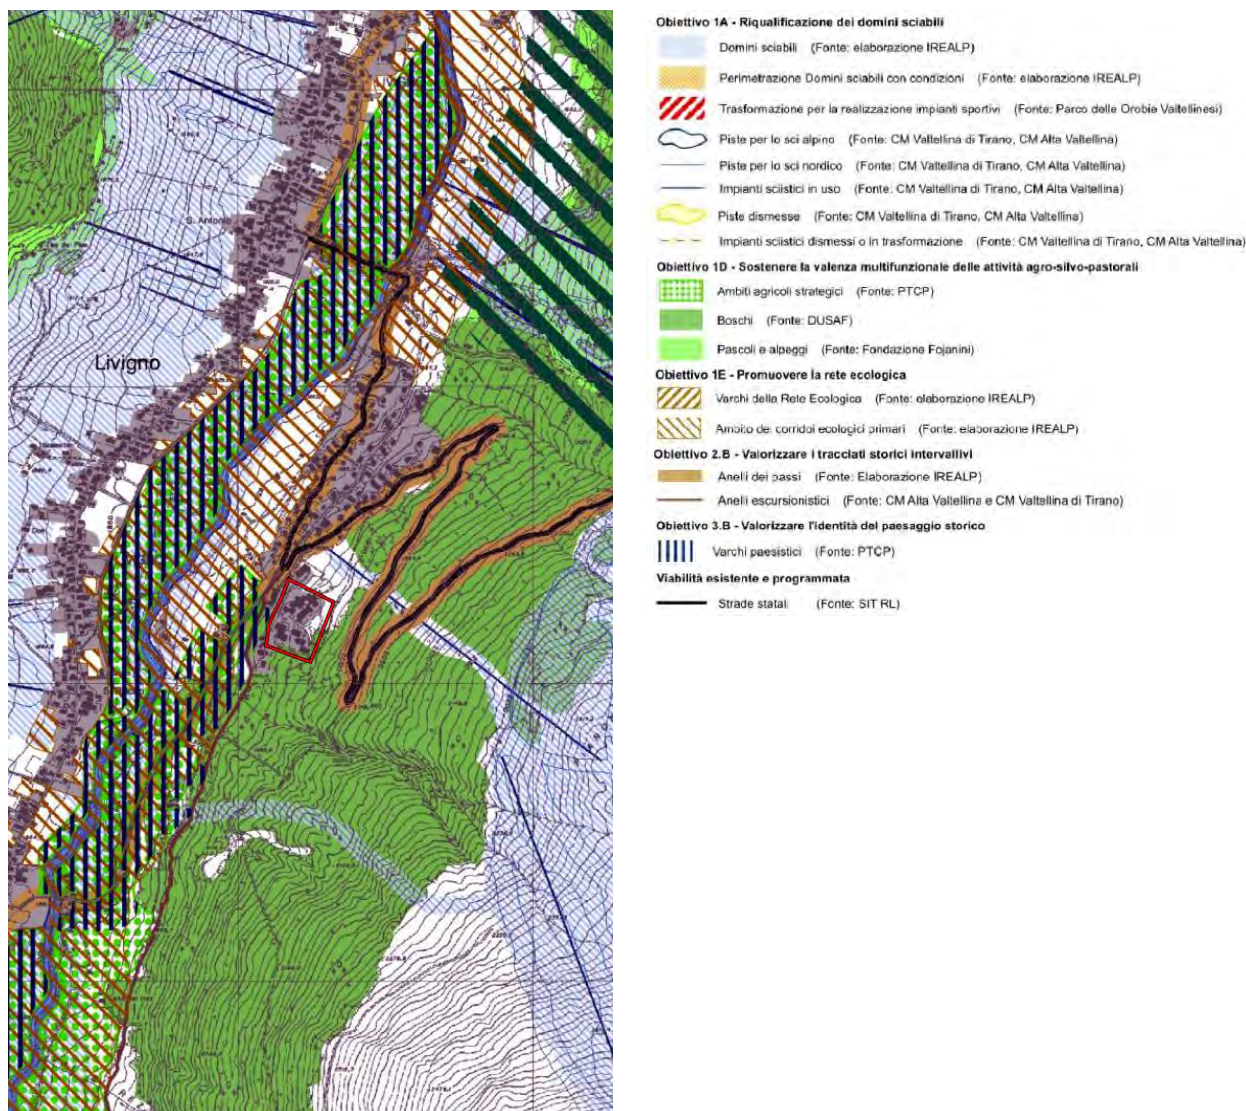 Livigno
S. Antonio
Obiettivo 1A - Riqualificazione dei domini sciabili
Domini sciabili (Fonte: elaborazione IREALP)
Perimetrazione Domini sciabili con condizioni (Fonte: elaborazione IREALP)
Trasformazione per la realizzazione impianti sportivi (Fonte: Parco delle Orobie Valtellinesi)
Piste per lo sci alpino (Fonte: CM Valtellina di Tirano, CM Alta Valtellina)
Piste per lo sci nordico (Fonte: CM Valtellina di Tirano, CM Alta Valtellina)
Impianti sciistici in uso (Fonte: CM Valtellina di Tirano, CM Alta Valtellina)
Piste dismesse (Fonte: CM Valtellina di Tirano, CM Alta Valtellina)
Impianti sciistici dismessi o in trasformazione (Fonte: CM Valtellina di Tirano, CM Alta Valtellina)
Obiettivo 1D - Sostenere la valenza multifunzionale delle attività agro-silvo-pastorali
Ambiti agricoli strategici (Fonte: PTCP)
Boschi (Fonte: DUSAF)
Pascoli e alpeggi (Fonte: Fondazione Fojanini)
Obiettivo 1E - Promuovere la rete ecologica
Varchi della Rete Ecologica (Fonte: elaborazione IREALP)
Ambito dei corridoi ecologici primari (Fonte: elaborazione IREALP)
Obiettivo 2.B - Valorizzare i tracciati storici intervallivi
Anelli dei passi (Fonte: Elaborazione IREALP)
Anelli escursionistici (Fonte: CM Alta Valtellina e CM Valtellina di Tirano)
Obiettivo 3.B - Valorizzare l'identità del paesaggio storico
Varchi paesistici (Fonte: PTCP)
Viabilità esistente e programmata
Strade statali (Fonte: SIT RL)